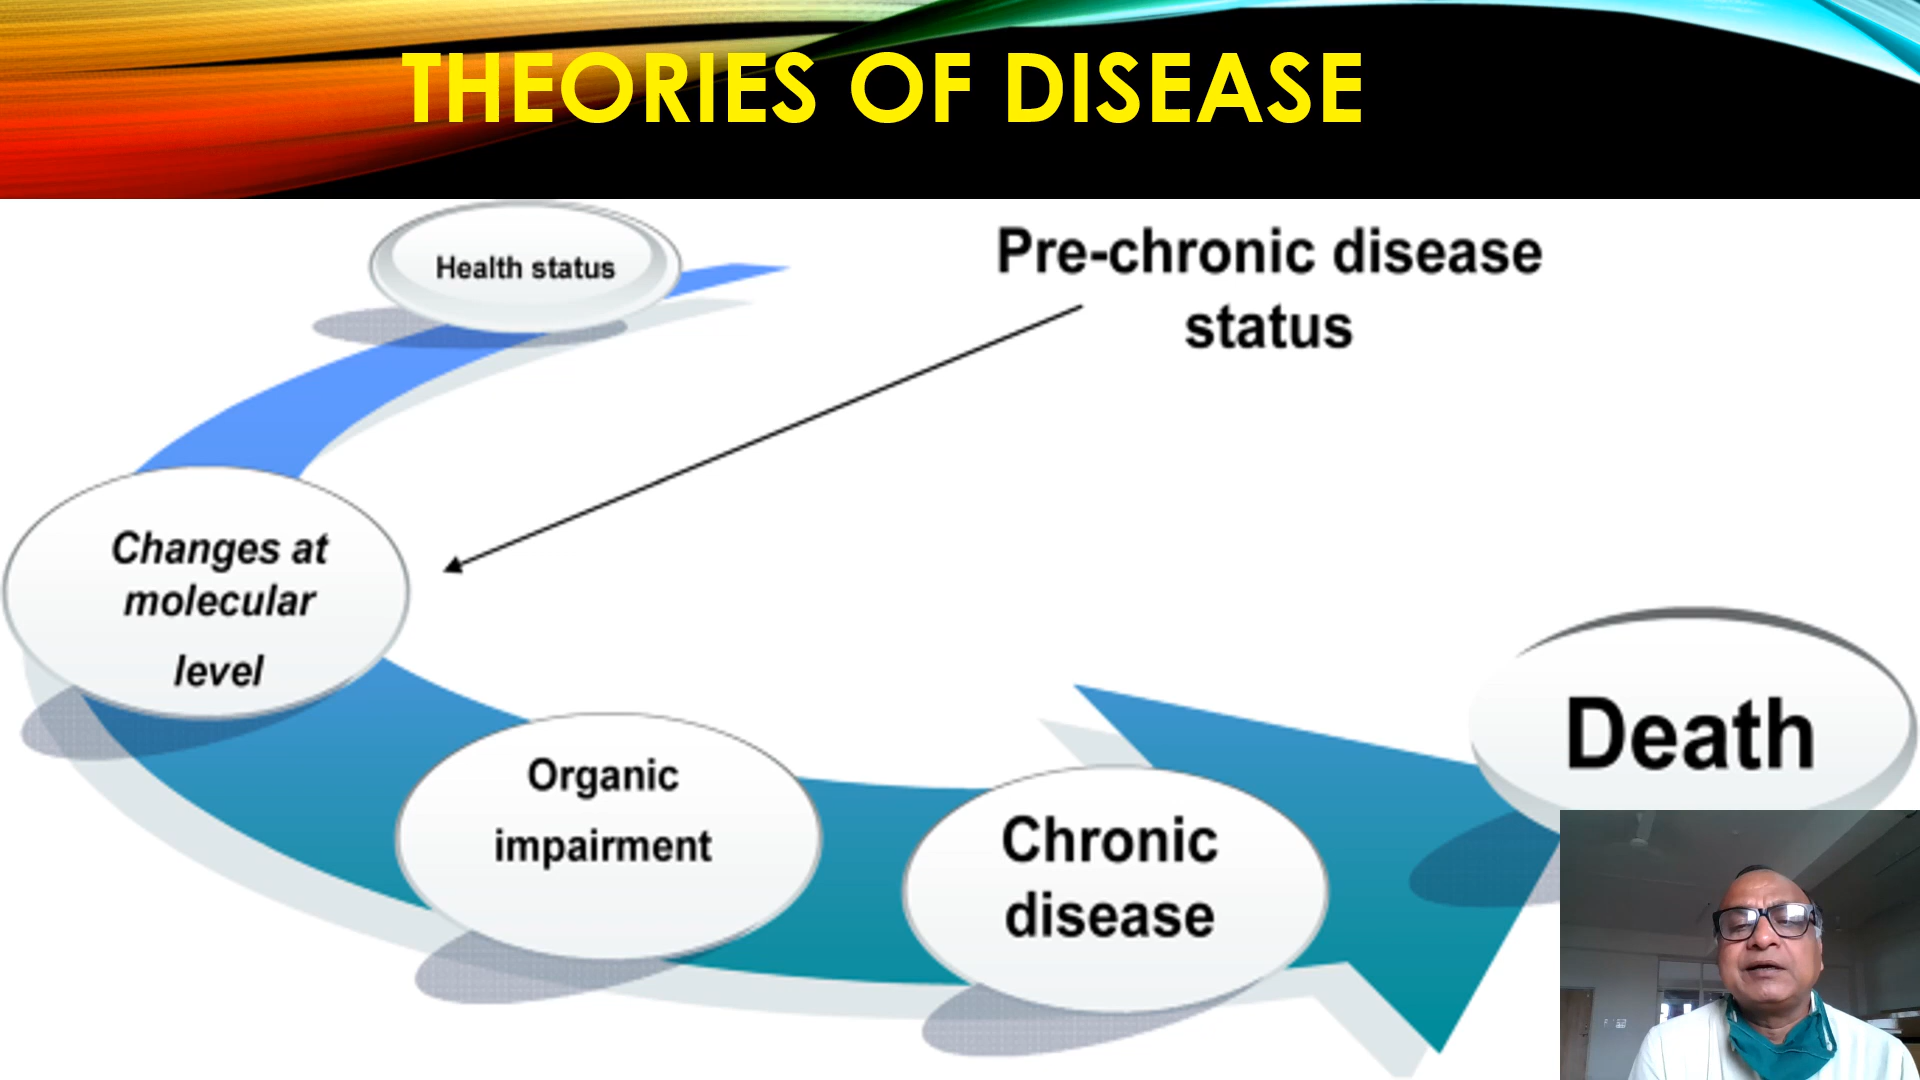 THEORIES OF DISEASE
Health status
Pre-chronic disease
status
Changes at
molecular
level
Organic
impairment
Chronic
disease
Death